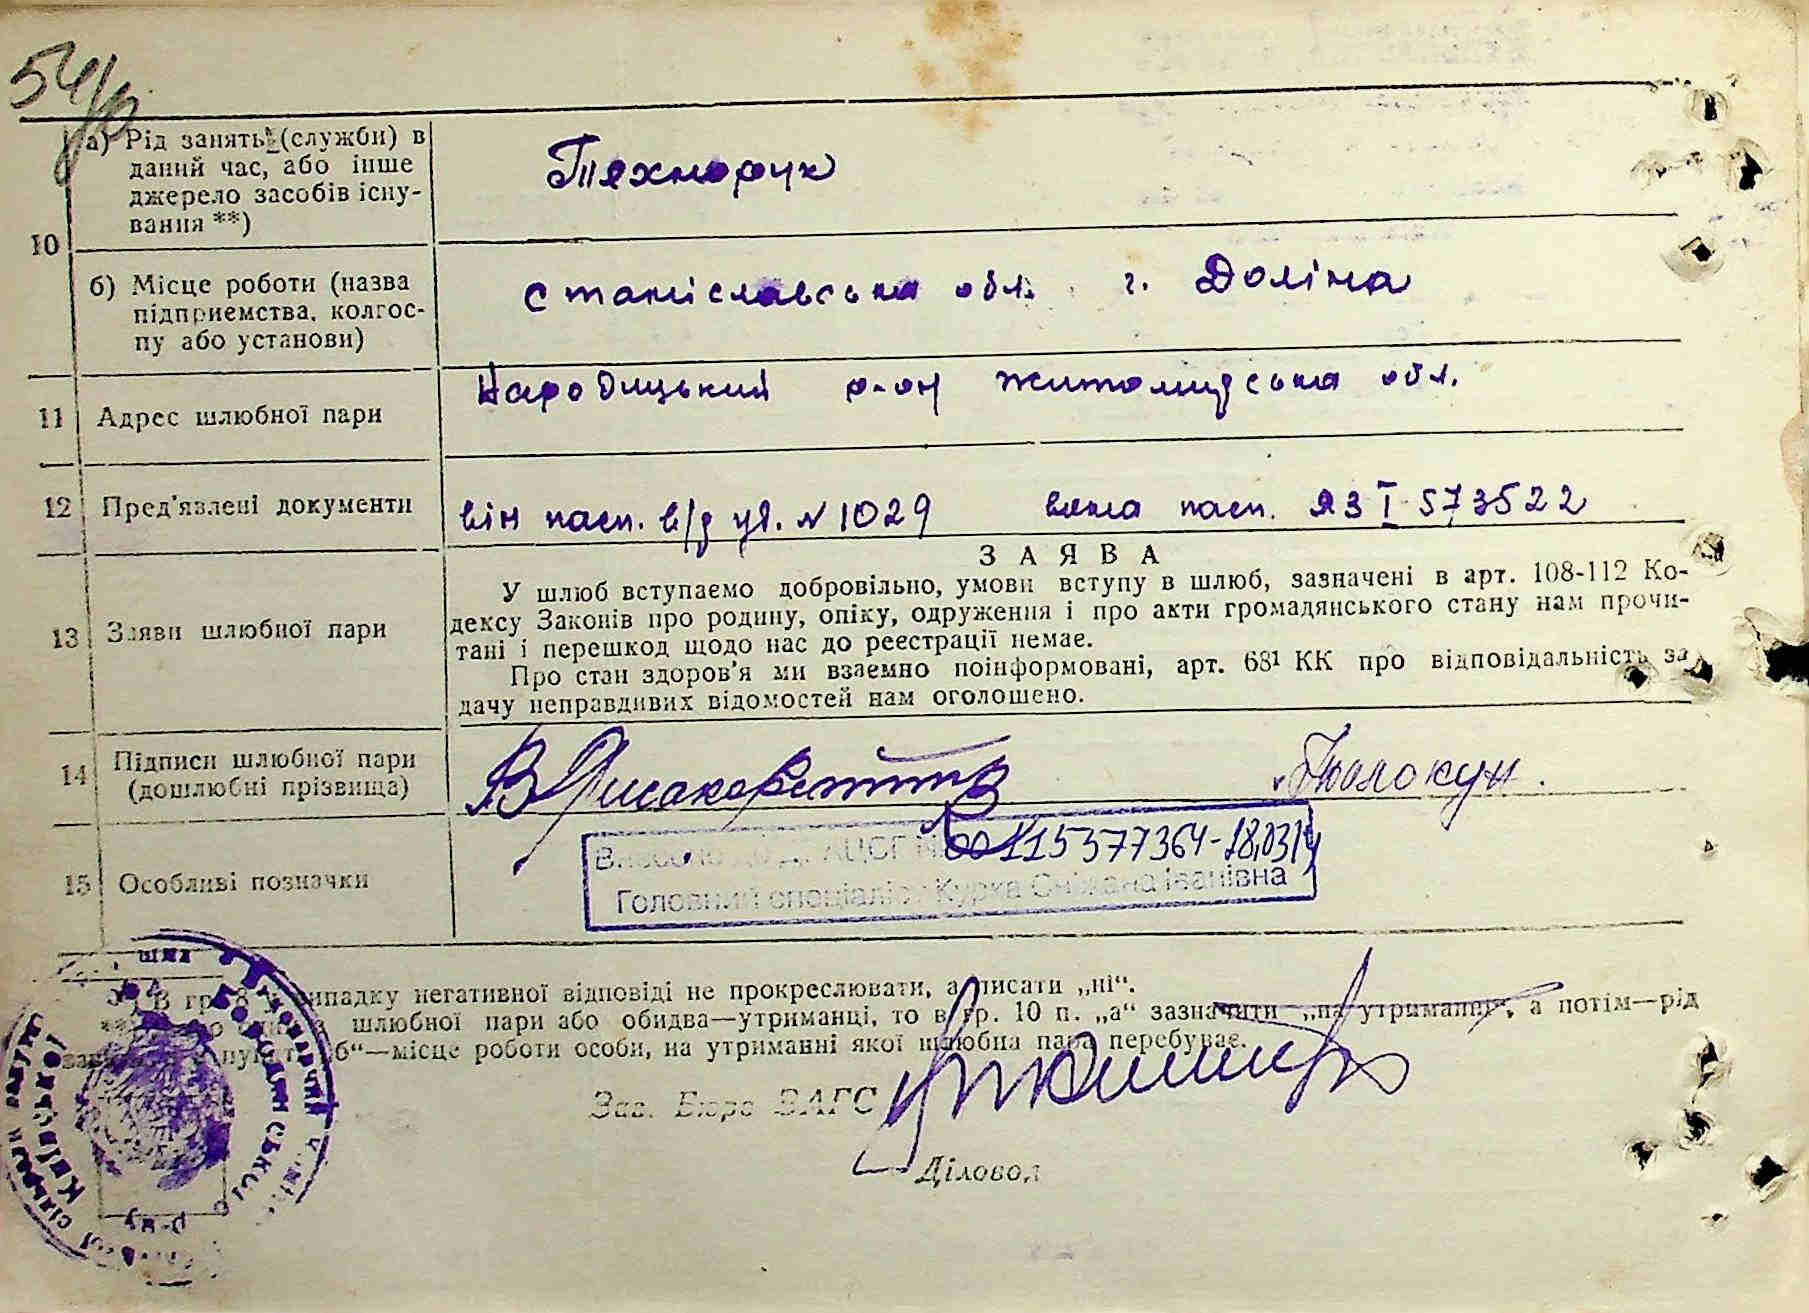 54
10
а) Рід занять (служби) в
даний час, або інше
джерело засобів існу-
вання **)
Технорук
б) Місце роботи (назва
підприємства, колгос-
пу або установи)
Станіславська обл. г. Доліна
11 Адрес шлюбної пари
Народицький р-он Житомирська обл.
12 Пред'явлені документи
він пасп. в/д уд. № 1029 вона пасп. ЯЗ I 573522
13 Заяви шлюбної пари
ЗАЯВА
У шлюб вступаємо добровільно, умови вступу в шлюб, зазначені в арт. 108-112 Ко-
дексу Законів про родину, опіку, одруження і про акти громадянського стану нам прочи-
тані і перешкод щодо нас до реєстрації немає.
Про стан здоров'я ми взаємно поінформовані, арт. 68¹ КК про відповідальність за
дачу неправдивих відомостей нам оголошено.
14 Підписи шлюбної пари
(дошлюбні прізвища)
15 Особливі позначки
00115377364-18,03,14
Головний спеціаліст Курка Сніжана Іванівна
В гр. 8 у випадку негативної відповіді не прокреслювати, а писати „ні“.
шлюбної пари або обидва—утриманці, то в гр. 10 п. „а“ зазначити „на утриманні“, а потім—рід
б“—місце роботи особи, на утриманні якої шлюбна пара перебуває.
Зав. Бюро ЗАГС
Діловод